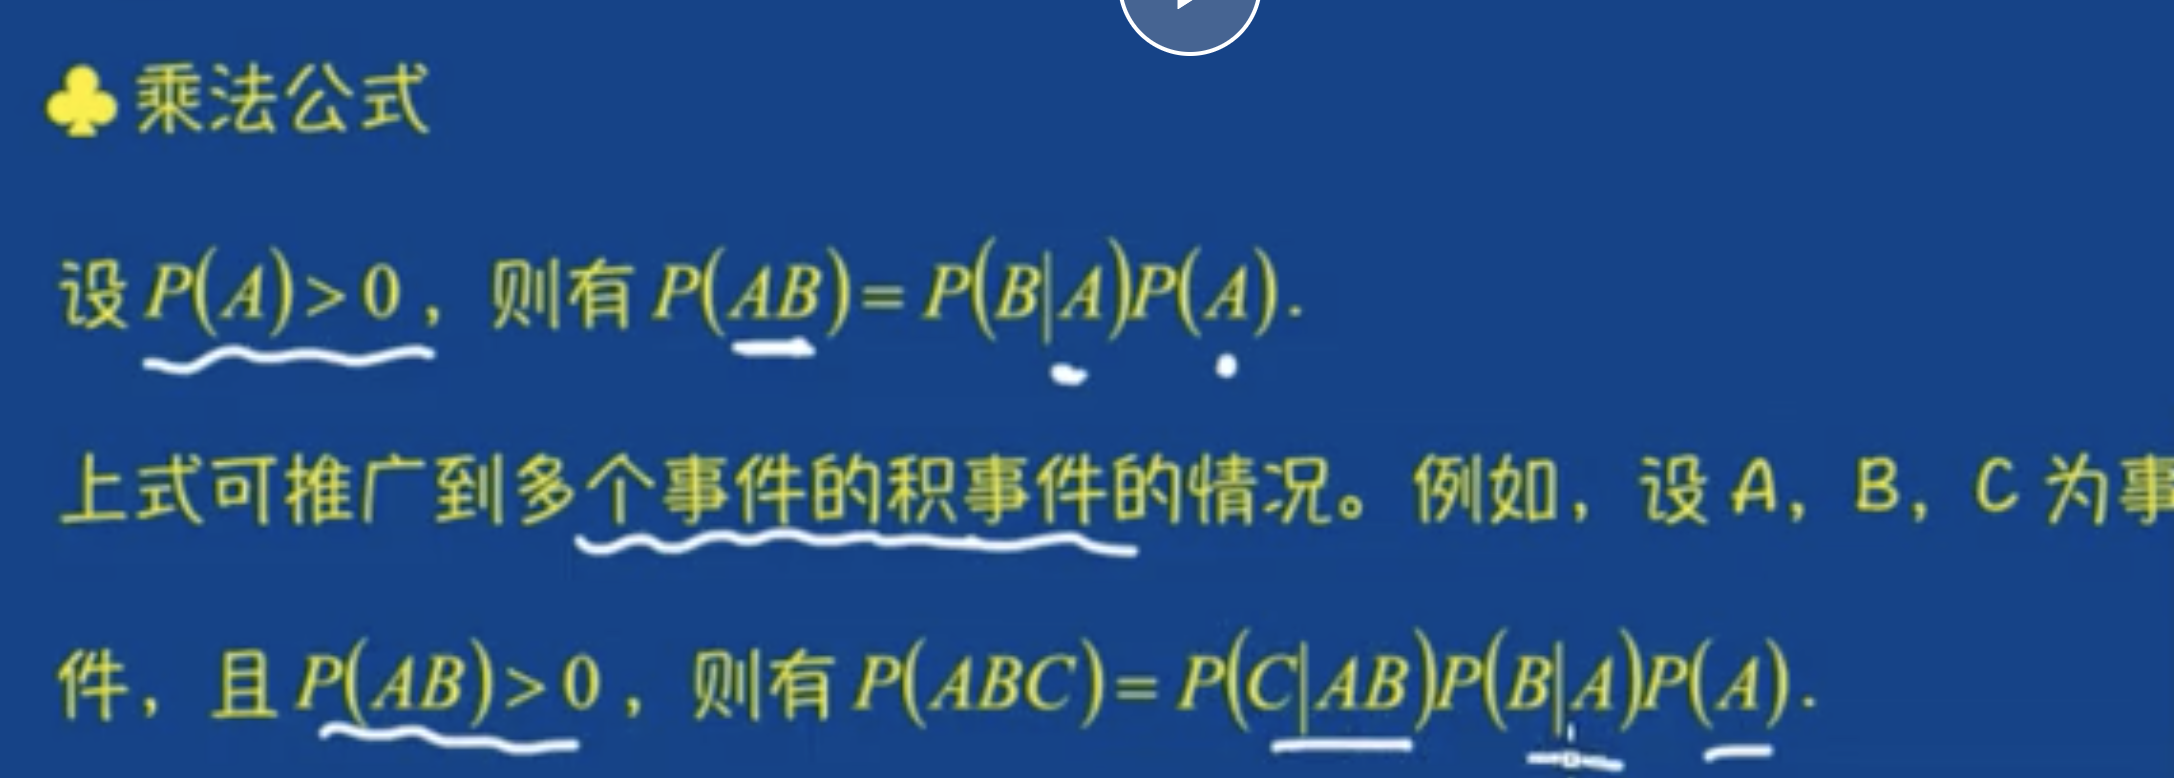 ♣乘法公式
设 P(A)>0，则有 P(AB)=P(B|A)P(A).
上式可推广到多个事件的积事件的情况。例如，设 A，B，C 为事
件，且 P(AB)>0，则有 P(ABC)=P(C|AB)P(B|A)P(A).